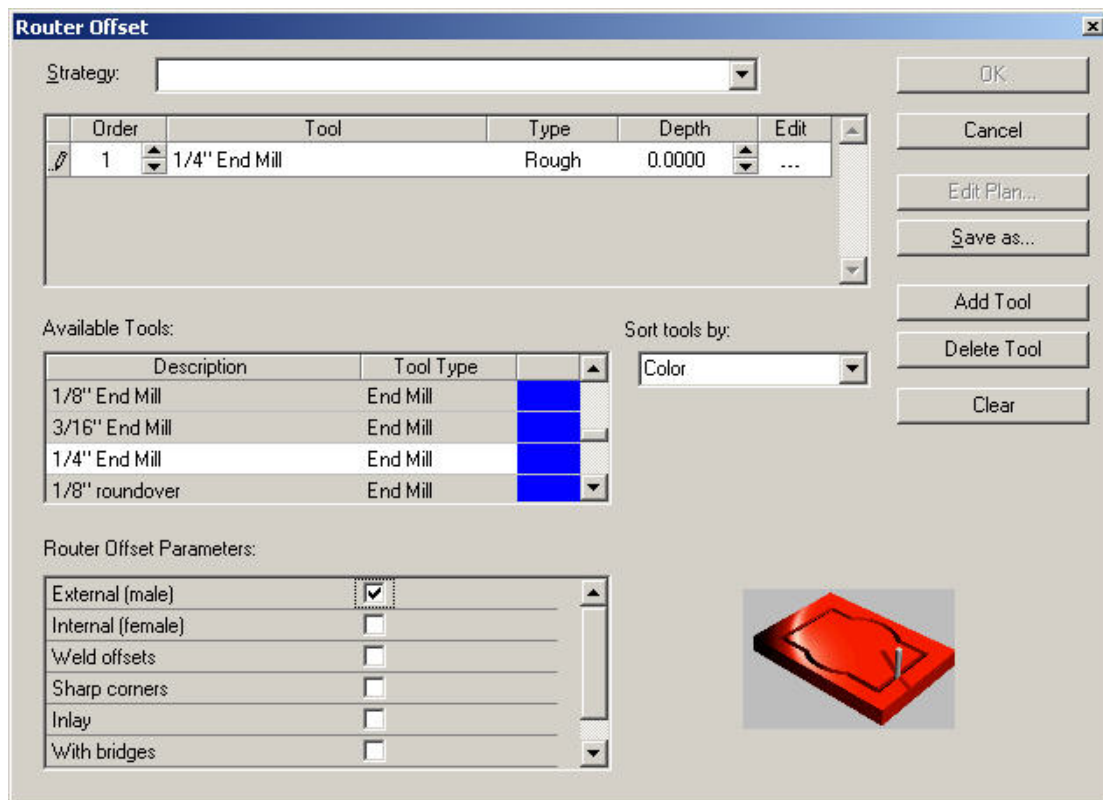 Router Offset
Strategy:
OK
Order Tool Type Depth Edit
Cancel
1 1/4" End Mill Rough 0.0000 ...
Edit Plan...
Save as...
Add Tool
Available Tools:
Sort tools by:
Delete Tool
Description Tool Type
Color
1/8" End Mill End Mill
Clear
3/16" End Mill End Mill
1/4" End Mill End Mill
1/8" roundover End Mill
Router Offset Parameters:
External (male)
Internal (female)
Weld offsets
Sharp corners
Inlay
With bridges